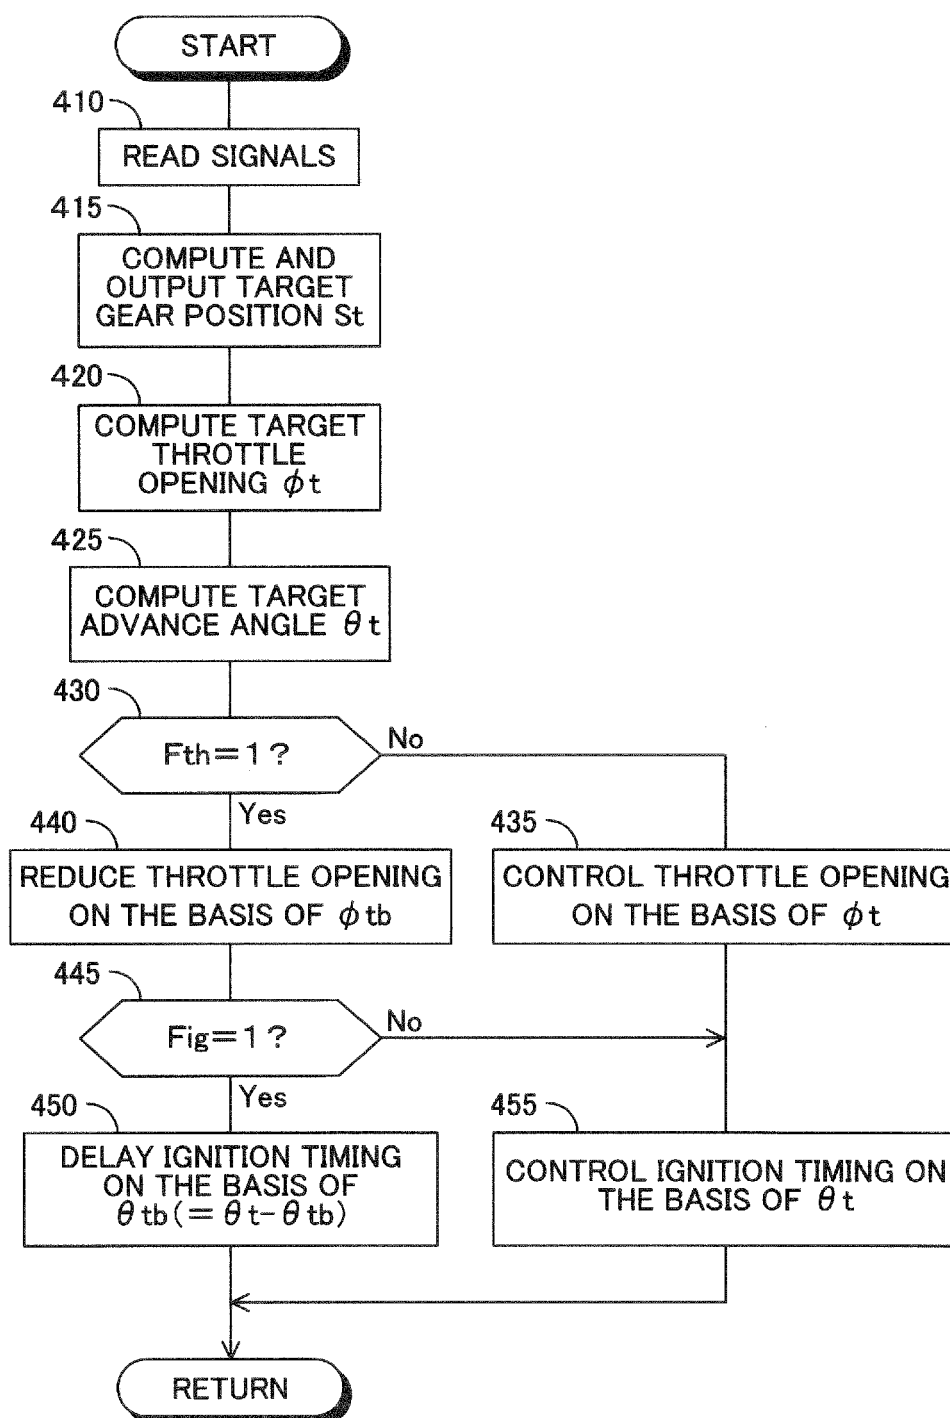 START
410
READ SIGNALS
415
COMPUTE AND
OUTPUT TARGET
GEAR POSITION St
420
COMPUTE TARGET
THROTTLE
OPENING ϕt
425
COMPUTE TARGET
ADVANCE ANGLE θt
430
Fth=1?
No
Yes
440
REDUCE THROTTLE OPENING
ON THE BASIS OF ϕtb
435
CONTROL THROTTLE OPENING
ON THE BASIS OF ϕt
445
Fig=1?
No
Yes
450
DELAY IGNITION TIMING
ON THE BASIS OF
θtb(=θt-θtb)
455
CONTROL IGNITION TIMING ON
THE BASIS OF θt
RETURN